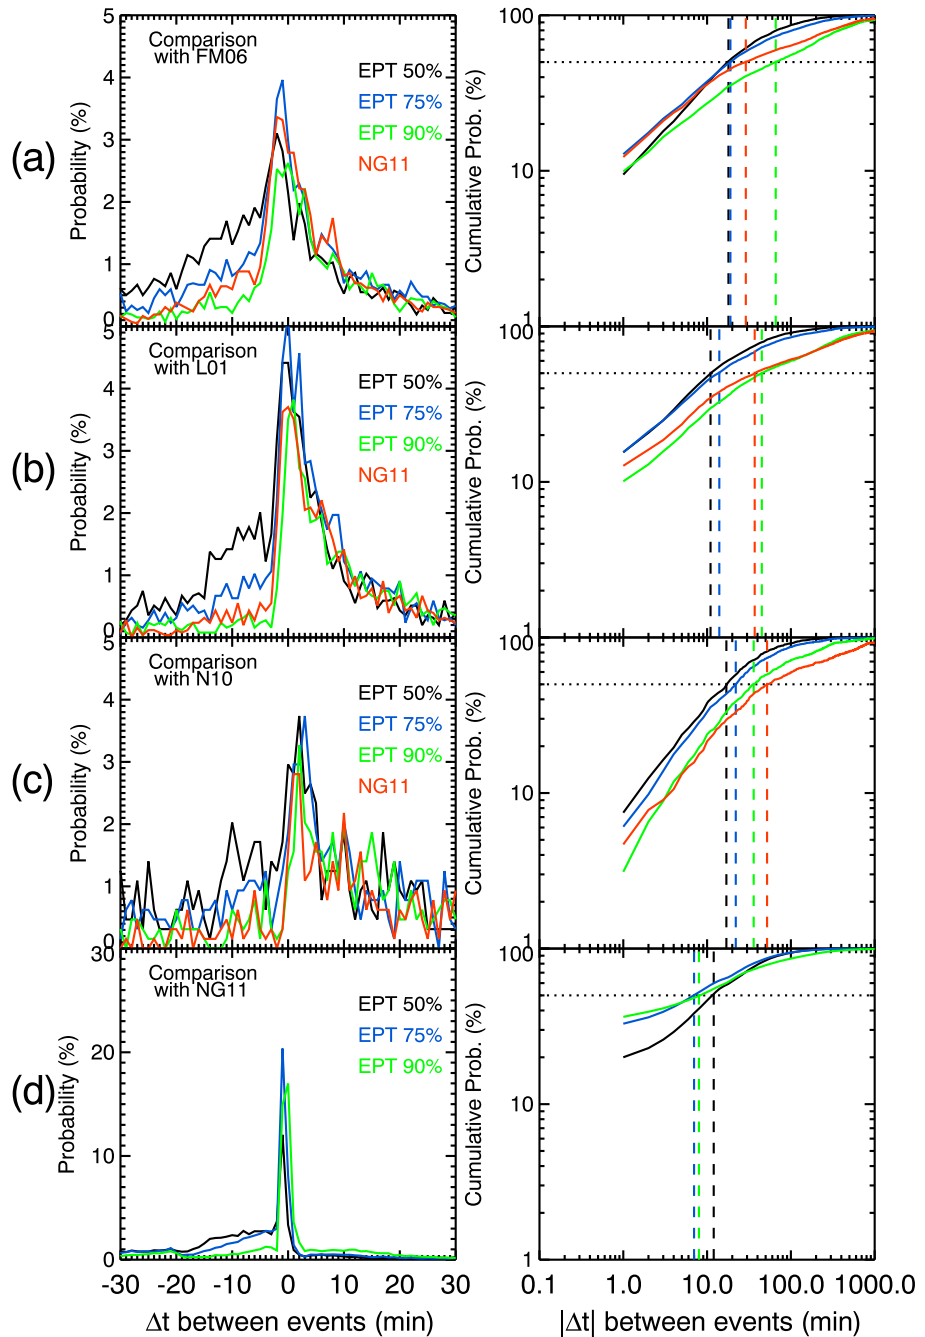 (a)
Comparison
with FM06
EPT 50%
EPT 75%
EPT 90%
NG11
Probability (%)
5
4
3
2
1
0
Cumulative Prob. (%)
100
10
1
(b)
Comparison
with L01
EPT 50%
EPT 75%
EPT 90%
NG11
Probability (%)
5
4
3
2
1
0
Cumulative Prob. (%)
100
10
1
(c)
Comparison
with N10
EPT 50%
EPT 75%
EPT 90%
NG11
Probability (%)
5
4
3
2
1
0
Cumulative Prob. (%)
100
10
1
(d)
Comparison
with NG11
EPT 50%
EPT 75%
EPT 90%
Probability (%)
30
20
10
0
Cumulative Prob. (%)
100
10
1
-30 -20 -10 0 10 20 30
Δt between events (min)
0.1 1.0 10.0 100.0 1000.0
|Δt| between events (min)